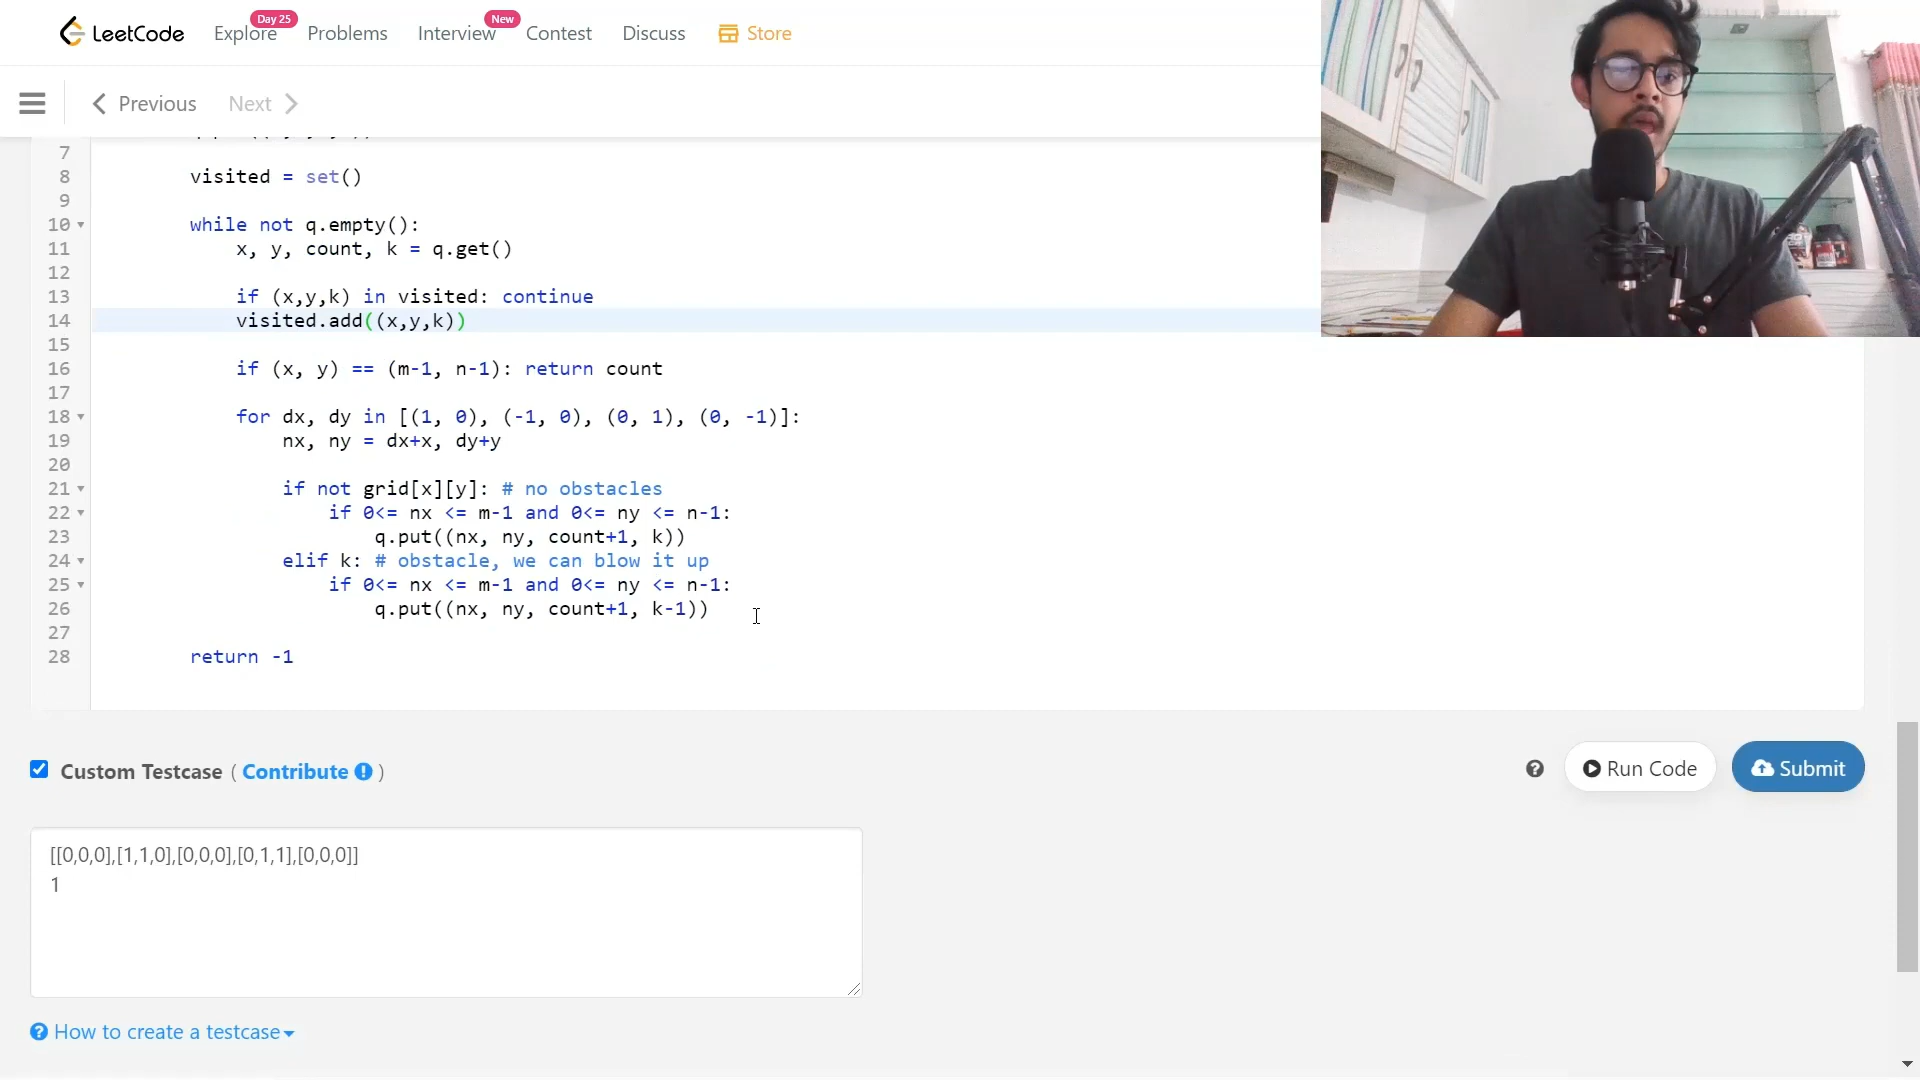 LeetCode
Explore
Day 25
Problems
Interview
New
Contest
Discuss
Store
Previous
Next
7
8 visited = set()
9
10 while not q.empty():
11 x, y, count, k = q.get()
12
13 if (x,y,k) in visited: continue
14 visited.add((x,y,k))
15
16 if (x, y) == (m-1, n-1): return count
17
18 for dx, dy in [(1, 0), (-1, 0), (0, 1), (0, -1)]:
19 nx, ny = dx+x, dy+y
20
21 if not grid[x][y]: # no obstacles
22 if 0<= nx <= m-1 and 0<= ny <= n-1:
23 q.put((nx, ny, count+1, k))
24 elif k: # obstacle, we can blow it up
25 if 0<= nx <= m-1 and 0<= ny <= n-1:
26 q.put((nx, ny, count+1, k-1))
27
28 return -1
Custom Testcase ( Contribute )
Run Code
Submit
[[0,0,0],[1,1,0],[0,0,0],[0,1,1],[0,0,0]]
1
How to create a testcase